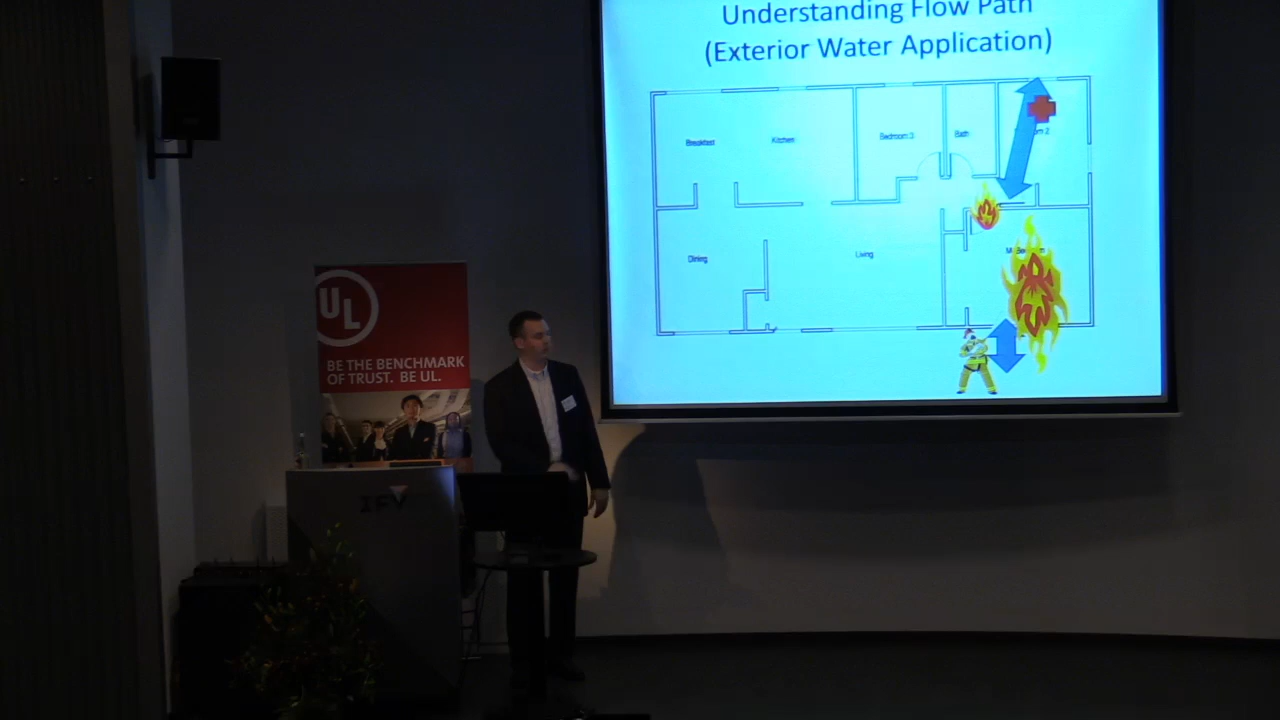 Understanding Flow Path
(Exterior Water Application)
Breakfast
Kitchen
Bedroom 3
Bath
Dining
Living
UL
BE THE BENCHMARK
OF TRUST. BE UL.
IFV